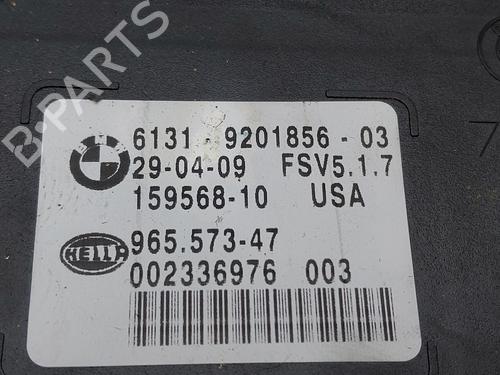 B-PARTS
6131 - 9201856 - 03
29-04-09 FSV5.1.7
159568-10 USA
HELLA
965.573-47
002336976 003
7